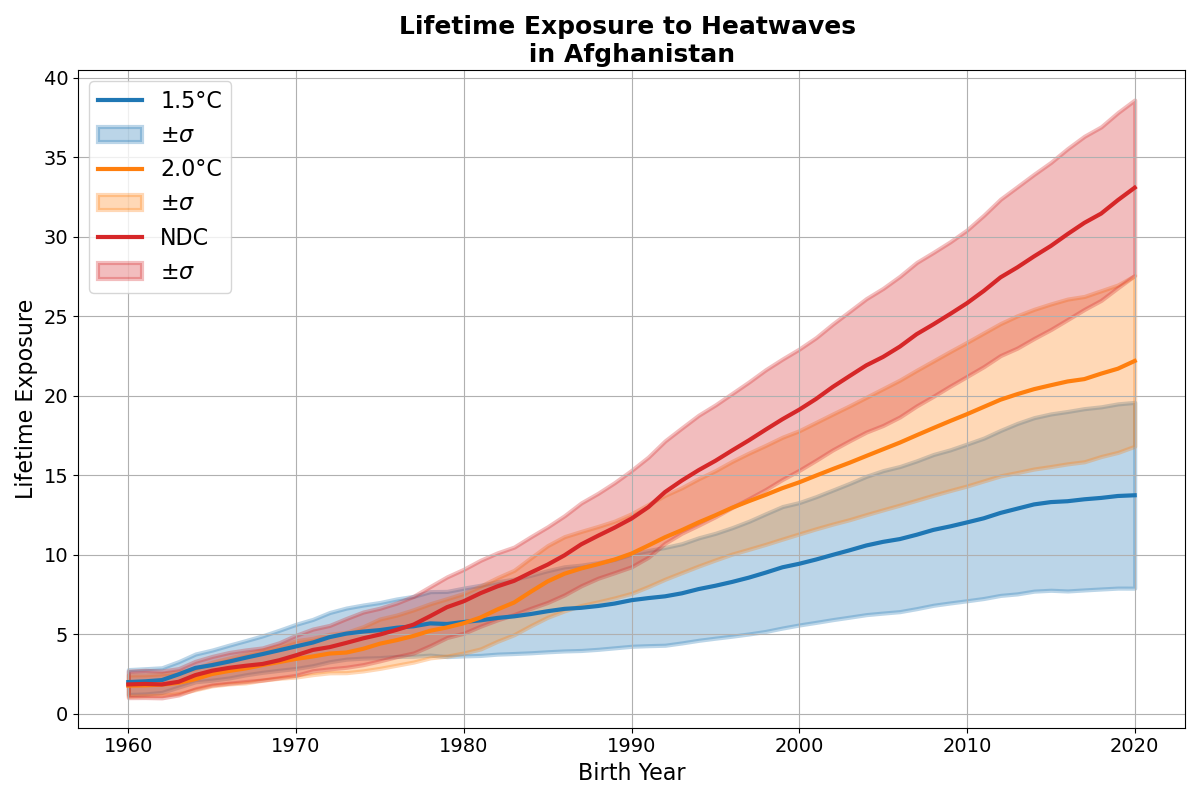 Lifetime Exposure to Heatwaves
in Afghanistan
40
35
30
25
20
15
10
5
0
Lifetime Exposure
1.5°C
±σ
2.0°C
±σ
NDC
±σ
1960 1970 1980 1990 2000 2010 2020
Birth Year